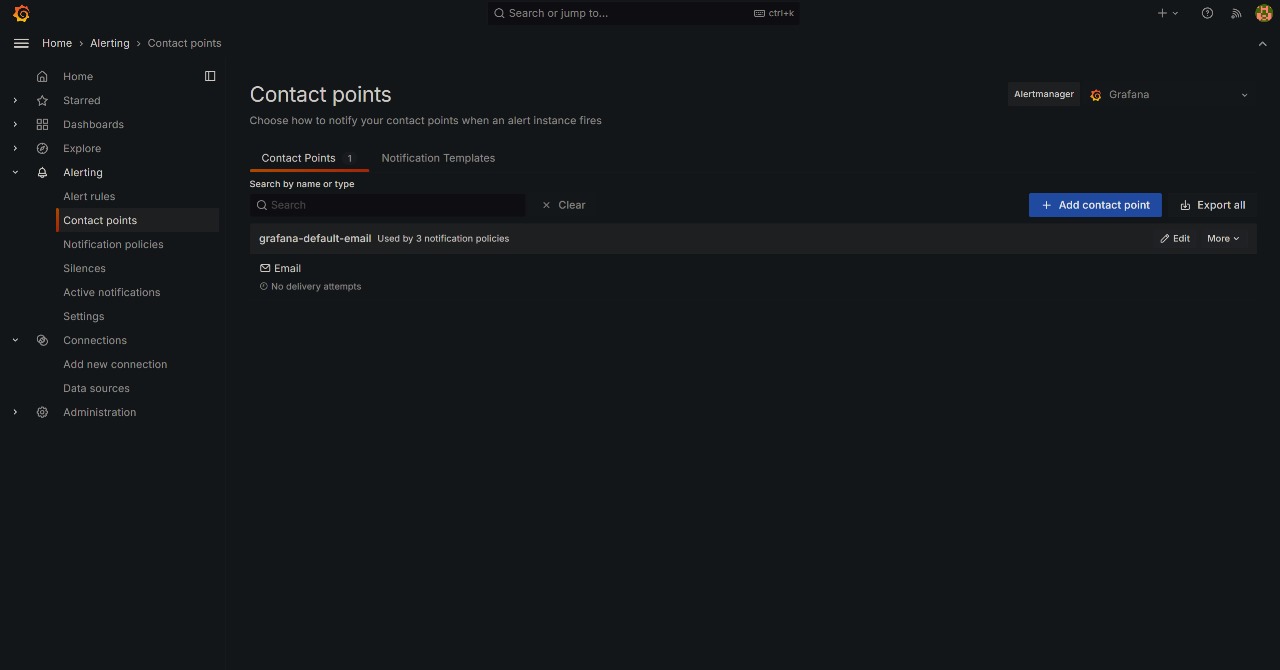 Search or jump to...
ctrl+k
Home
Alerting
Contact points
Home
Starred
Dashboards
Explore
Alerting
Alert rules
Contact points
Notification policies
Silences
Active notifications
Settings
Connections
Add new connection
Data sources
Administration
Contact points
Choose how to notify your contact points when an alert instance fires
Alertmanager
Grafana
Contact Points 1
Notification Templates
Search by name or type
Search
Clear
Add contact point
Export all
grafana-default-email Used by 3 notification policies
Edit
More
Email
No delivery attempts